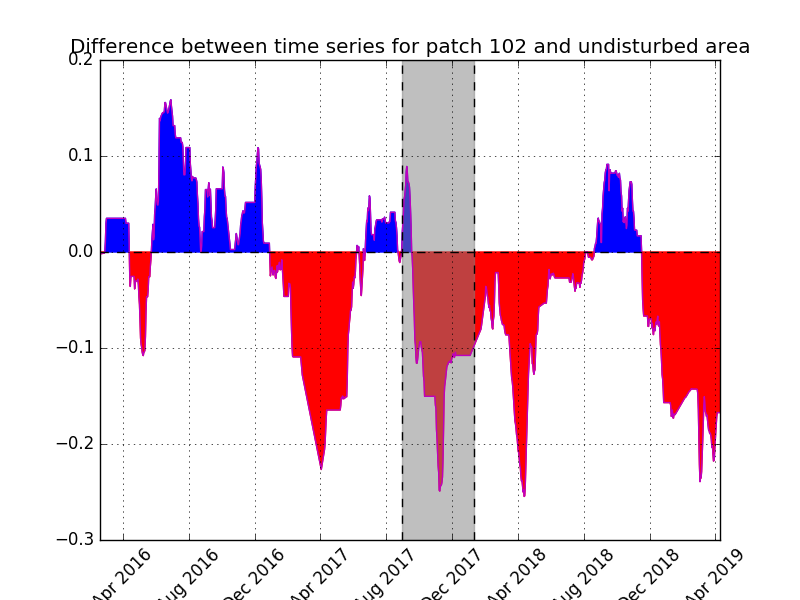 Difference between time series for patch 102 and undisturbed area
0.2
0.1
0.0
−0.1
−0.2
−0.3
Apr 2016
Aug 2016
Dec 2016
Apr 2017
Aug 2017
Dec 2017
Apr 2018
Aug 2018
Dec 2018
Apr 2019